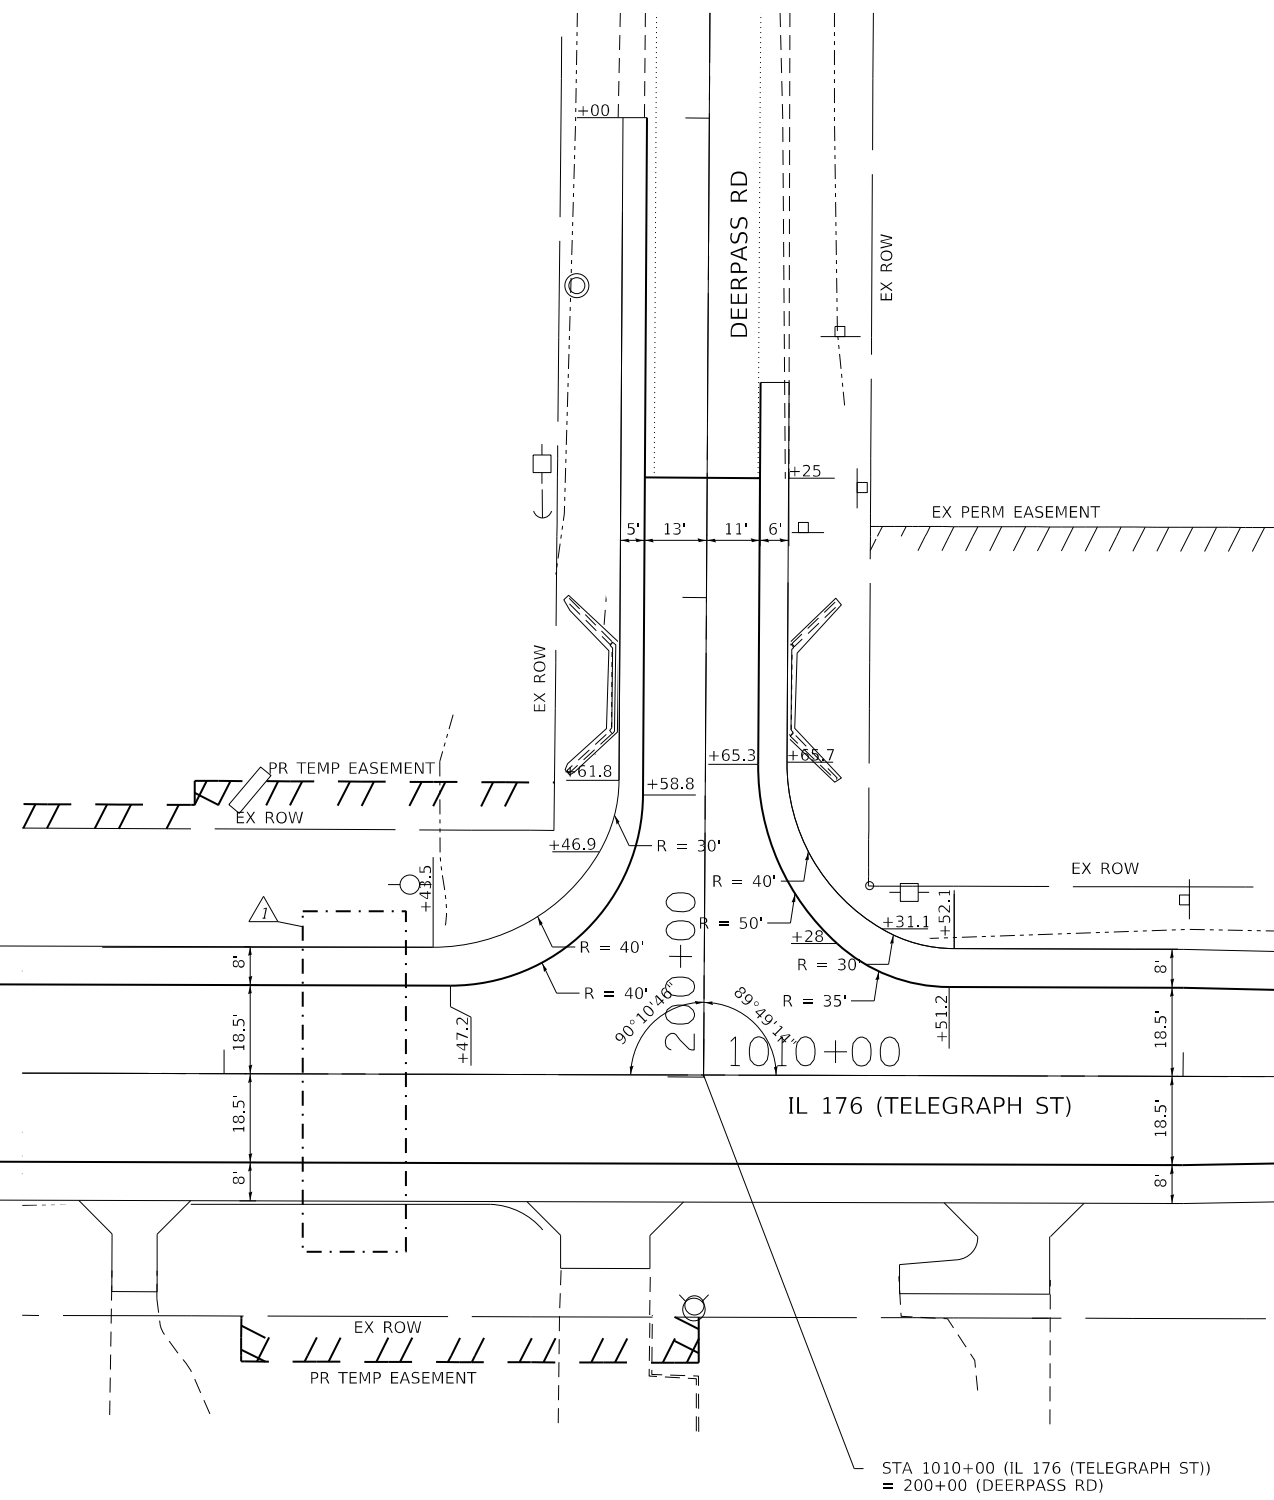 +00
DEERPASS RD
EX ROW
+25
EX PERM EASEMENT
5'
13'
11'
6'
EX ROW
+65.3
+65.7
PR TEMP EASEMENT
+61.8
+58.8
EX ROW
+46.9
R = 30'
EX ROW
R = 40'
+43.5
1
R = 50'
+31.1
+52.1
+28
R = 40'
8'
R = 30'
8'
R = 40'
R = 35'
200+00
90°10'46"
89°49'14"
+47.2
+51.2
18.5'
18.5'
1010+00
IL 176 (TELEGRAPH ST)
18.5'
18.5'
8'
8'
EX ROW
PR TEMP EASEMENT
STA 1010+00 (IL 176 (TELEGRAPH ST))
= 200+00 (DEERPASS RD)